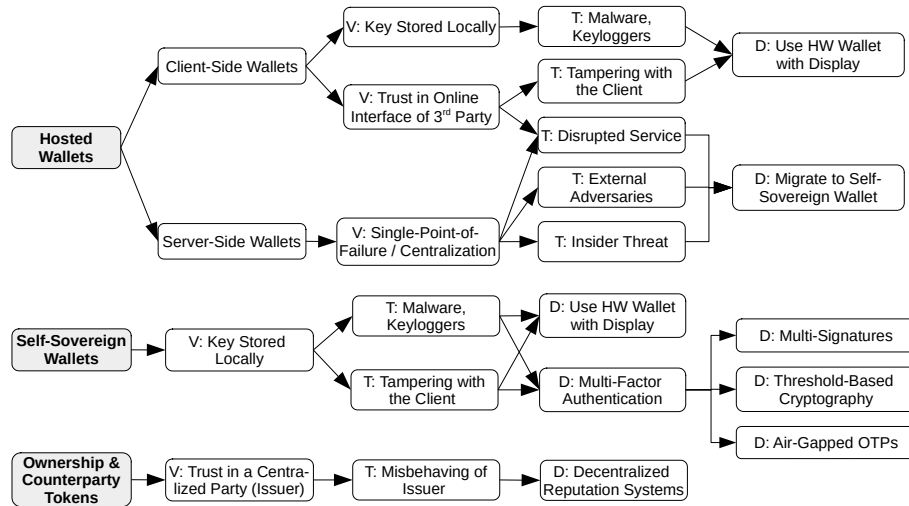 Hosted
Wallets
Client-Side Wallets
Server-Side Wallets
V: Key Stored Locally
V: Trust in Online
Interface of 3rd Party
V: Single-Point-of-
Failure / Centralization
T: Malware,
Keyloggers
T: Tampering with
the Client
T: Disrupted Service
T: External
Adversaries
T: Insider Threat
D: Use HW Wallet
with Display
D: Migrate to Self-
Sovereign Wallet
Self-Sovereign
Wallets
V: Key Stored
Locally
T: Malware,
Keyloggers
T: Tampering with
the Client
D: Use HW Wallet
with Display
D: Multi-Factor
Authentication
D: Multi-Signatures
D: Threshold-Based
Cryptography
D: Air-Gapped OTPs
Ownership &
Counterparty
Tokens
V: Trust in a Centra-
lized Party (Issuer)
T: Misbehaving of
Issuer
D: Decentralized
Reputation Systems